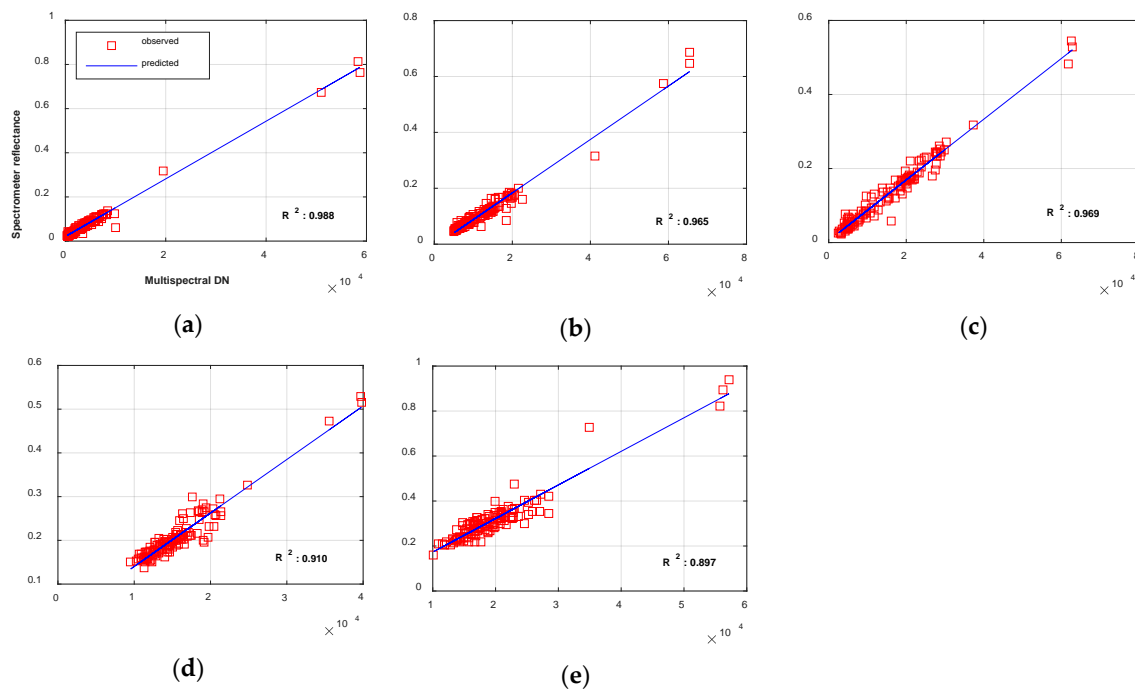 1
observed
predicted
0.8
0.6
0.4
0.2
0
Spectrometer reflectance
R 2 : 0.988
0 2 4 6
Multispectral DN
× 10 4
(a)
0.8
0.6
0.4
0.2
0
R 2 : 0.965
0 2 4 6 8
× 10 4
(b)
0.6
0.4
0.2
0
R 2 : 0.969
0 2 4 6 8
× 10 4
(c)
0.6
0.5
0.4
0.3
0.2
0.1
R 2 : 0.910
0 1 2 3 4
× 10 4
(d)
1
0.8
0.6
0.4
0.2
0
R 2 : 0.897
1 2 3 4 5 6
× 10 4
(e)